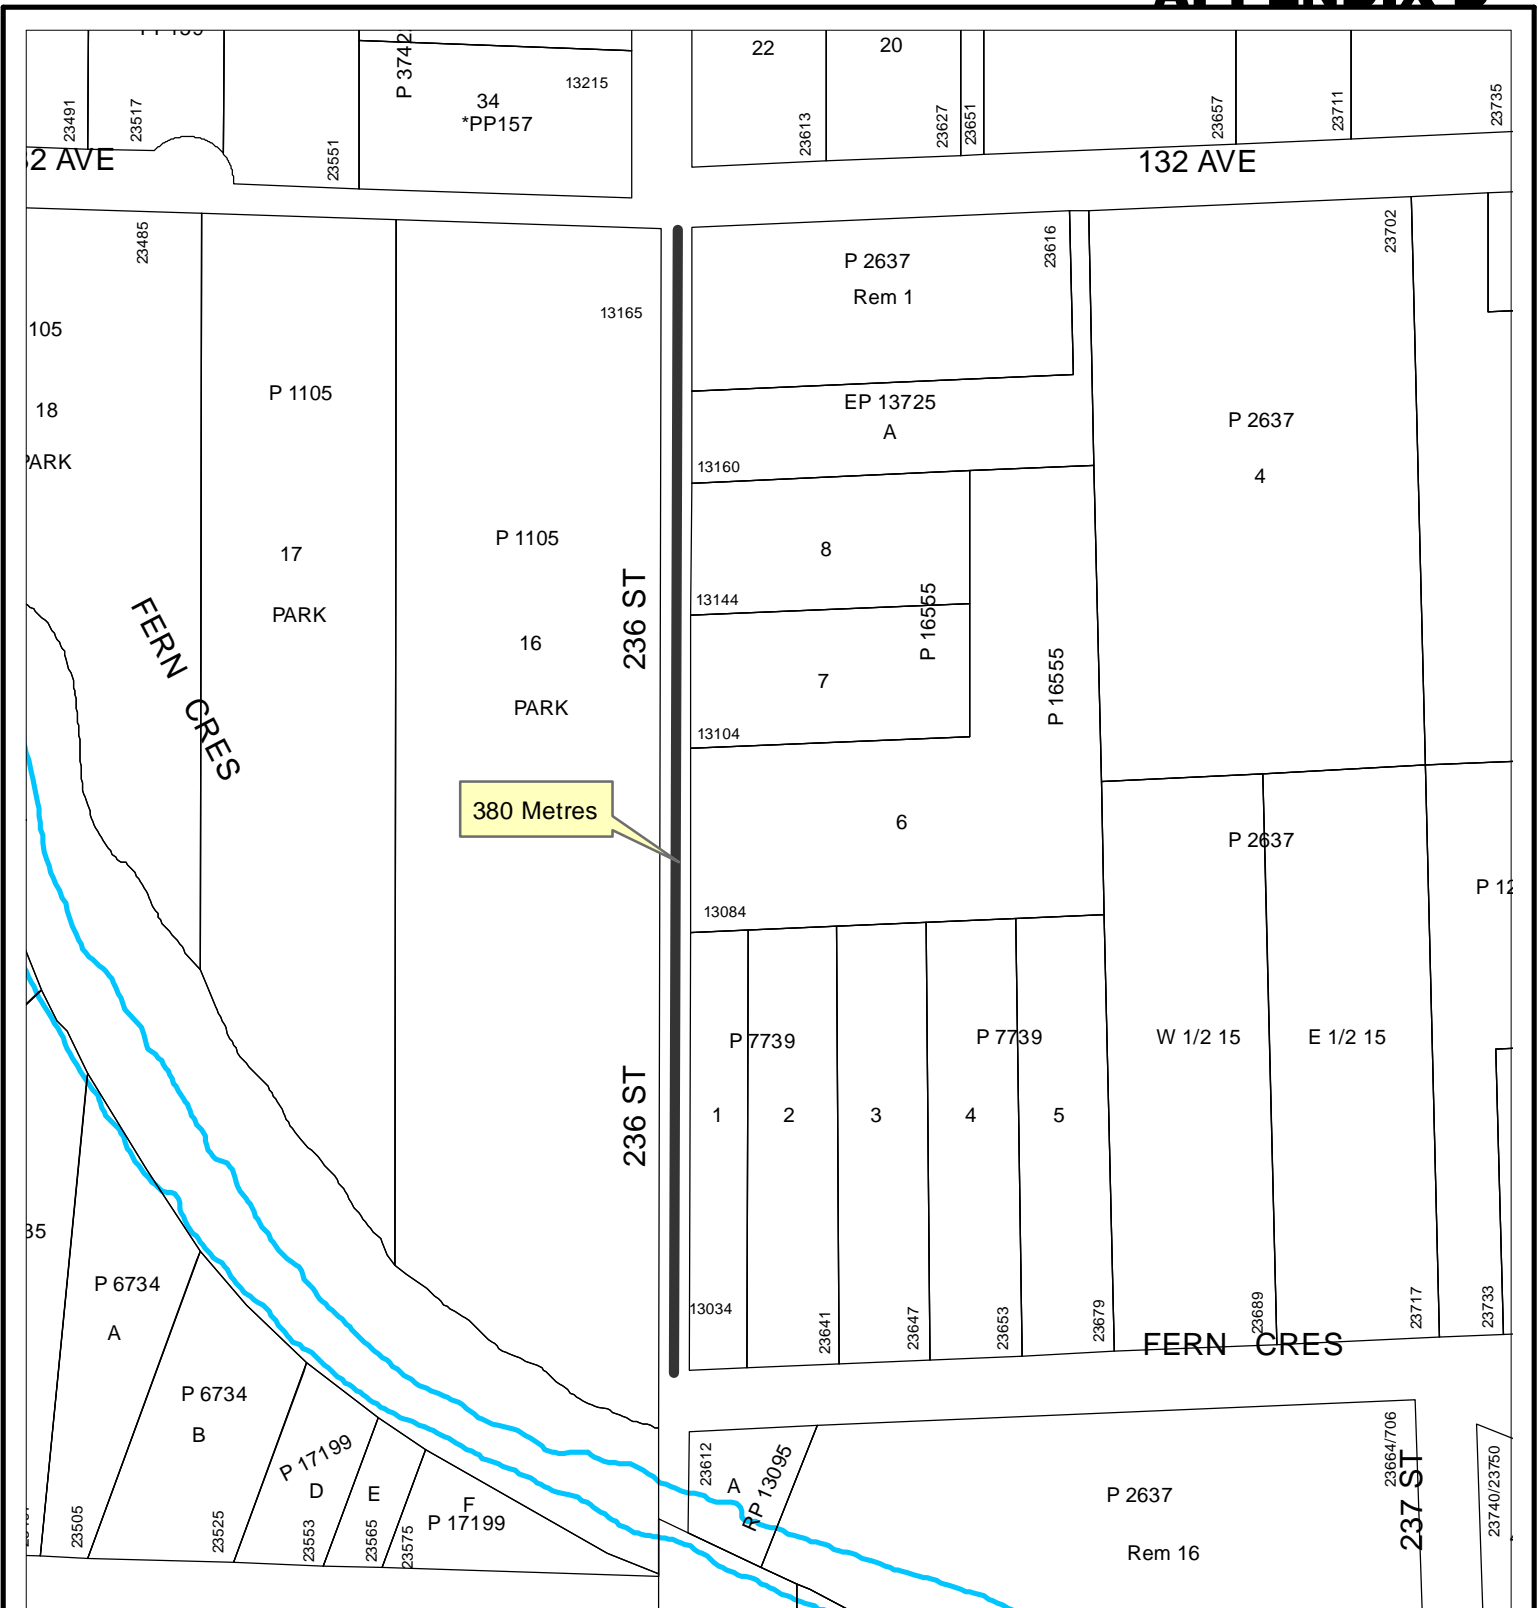 23491
23517
23551
P 3742
34
*PP157
13215
22
20
23613
23627
23651
23657
23711
23735
132 AVE
23485
105
18
P 1105
17
PARK
13165
P 1105
16
PARK
236 ST
FERN CRES
380 Metres
P 2637
Rem 1
23616
EP 13725
A
13160
8
13144
P 16555
7
13104
P 16555
6
13084
23702
P 2637
4
P 2637
W 1/2 15
E 1/2 15
P 7739
P 7739
1
2
3
4
5
236 ST
13034
23641
23647
23653
23679
23689
23717
23733
FERN CRES
P 6734
A
P 6734
B
P 17199
D
E
F
P 17199
23505
23525
23553
23565
23575
23612
A
RP 13095
P 2637
Rem 16
23664/706
237 ST
23740/23750